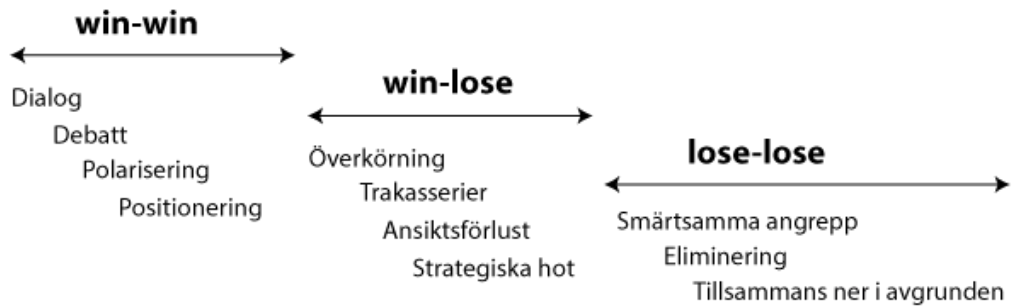 win-win
Dialog
Debatt
Polarisering
Positionering
win-lose
Överkörning
Trakasserier
Ansiktsförlust
Strategiska hot
lose-lose
Smärtsamma angrepp
Eliminering
Tillsammans ner i avgrunden